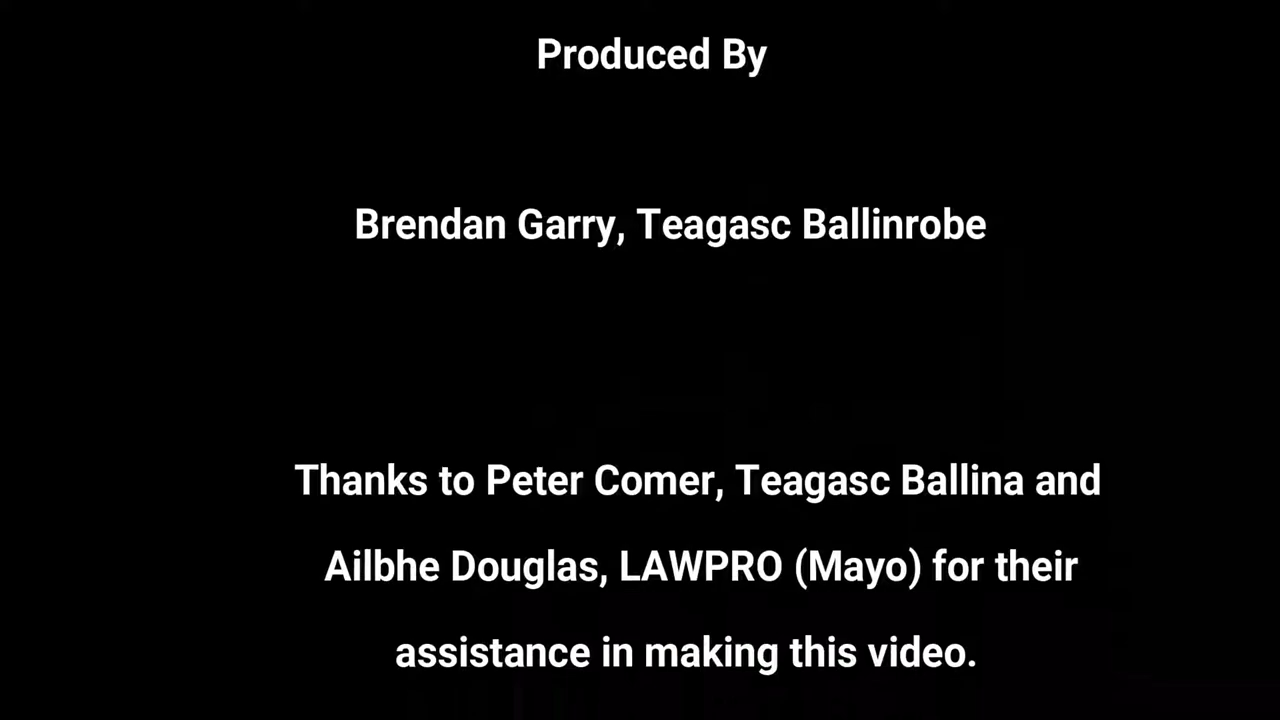 Produced By
Brendan Garry, Teagasc Ballinrobe
Thanks to Peter Comer, Teagasc Ballina and
Ailbhe Douglas, LAWPRO (Mayo) for their
assistance in making this video.